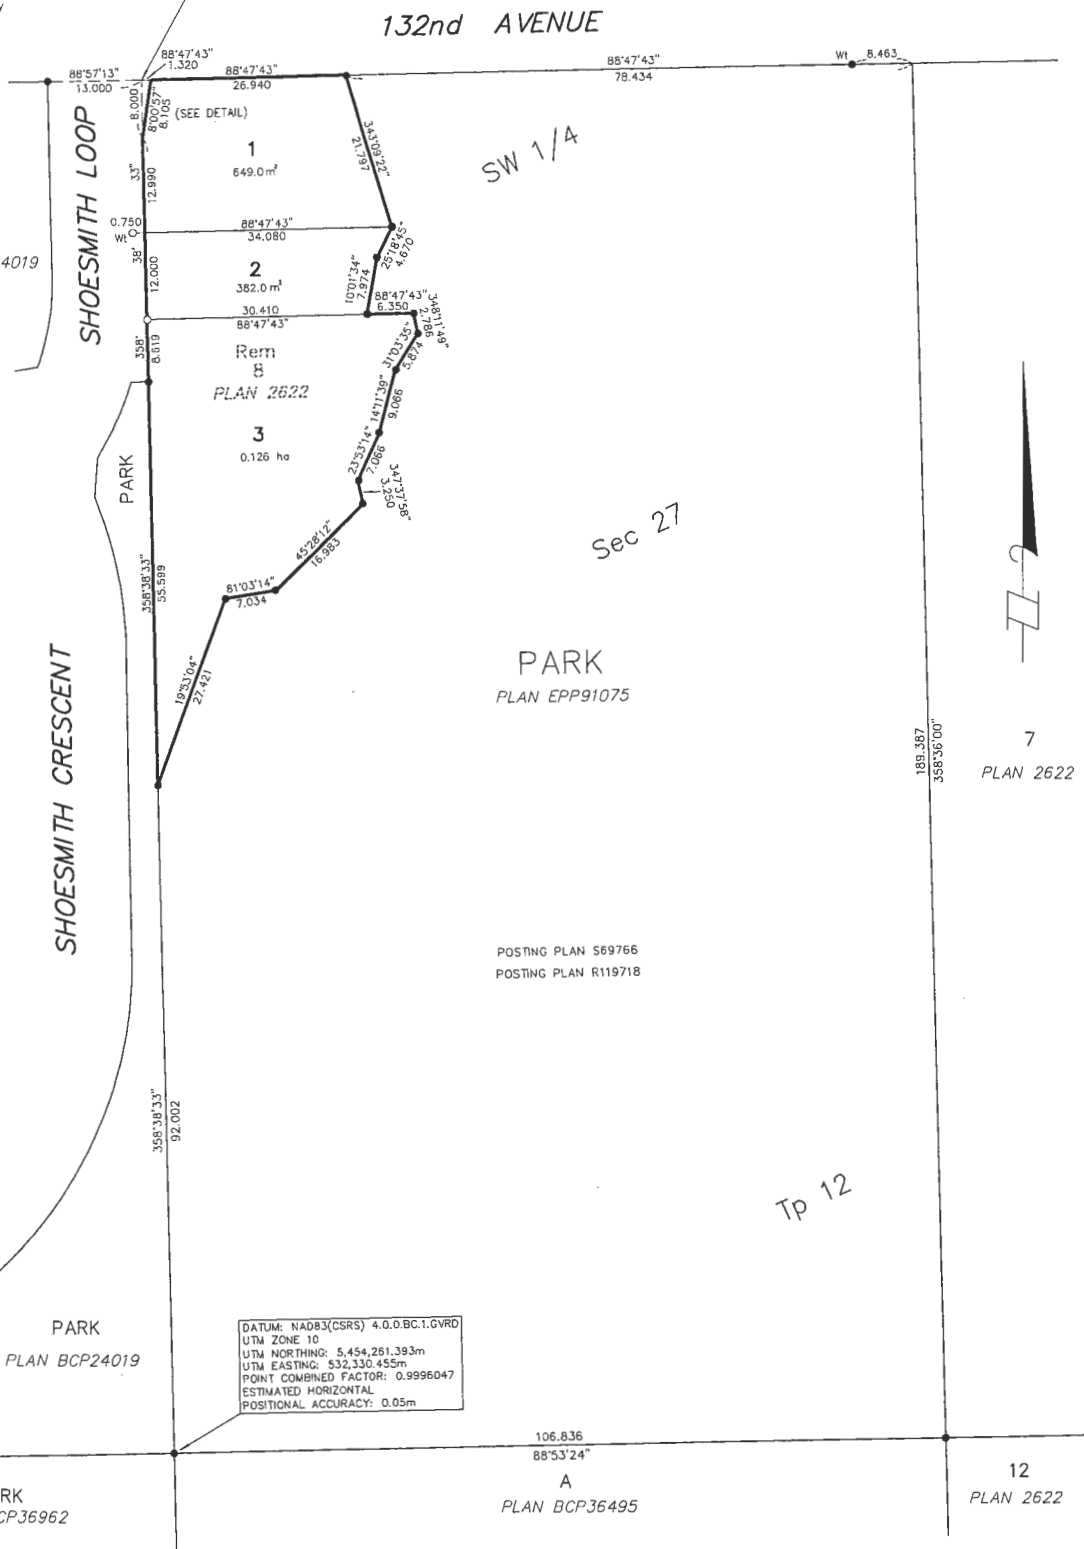 132nd AVENUE
88°57'13"
13.000
88°47'43"
1.320
88°47'43"
26.940
88°47'43"
78.434
Wt
8.463
8.000
8°00'57"
8.105
(SEE DETAIL)
1
649.0m²
343°09'22"
21.797
SW 1/4
SHOESMITH LOOP
33"
12.990
0.750
Wt
88°47'43"
34.080
38'
12.000
2
382.0 m²
25°18'45"
4.670
10°01'34"
7.974
4019
30.410
88°47'43"
88°47'43"
6.350
348°11'49"
2.786
358°
8.619
Rem
8
PLAN 2622
31°03'35"
5.874
3
0.126 ha
14°11'39"
9.066
PARK
23°53'14"
7.066
347°37'58"
3.250
Sec 27
45°28'12"
16.983
358°38'33"
55.599
81°03'14"
7.034
PARK
PLAN EPP91075
19°53'04"
27.421
SHOESMITH CRESCENT
189.387
358°36'00"
7
PLAN 2622
POSTING PLAN S69766
POSTING PLAN R119718
358°38'33"
92.002
Tp 12
PARK
PLAN BCP24019
DATUM: NAD83(CSRS) 4.0.0.BC.1.GVRD
UTM ZONE 10
UTM NORTHING: 5,454,261.393m
UTM EASTING: 532,330.455m
POINT COMBINED FACTOR: 0.9996047
ESTIMATED HORIZONTAL
POSITIONAL ACCURACY: 0.05m
106.836
88°53'24"
A
PLAN BCP36495
12
PLAN 2622
RK
CP36962